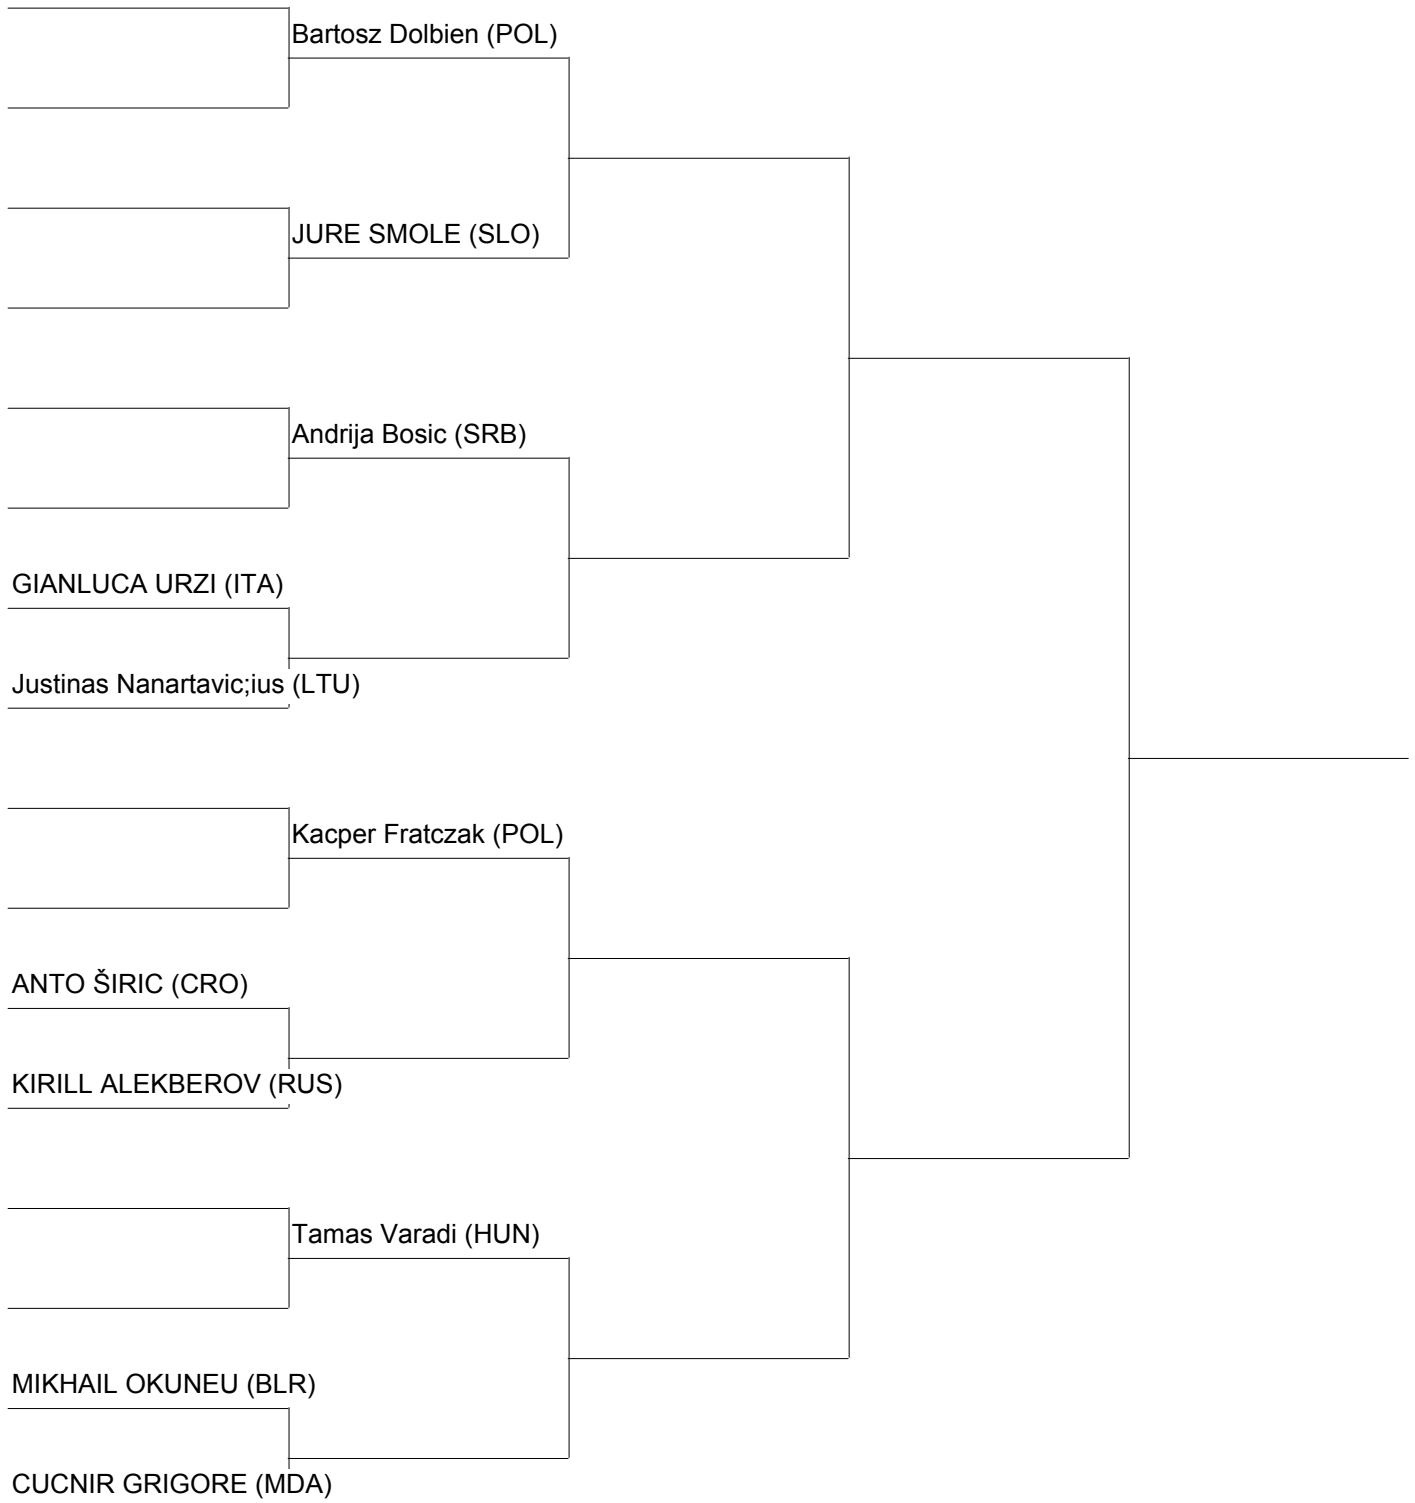 Bartosz Dolbien (POL)
JURE SMOLE (SLO)
Andrija Bosic (SRB)
GIANLUCA URZI (ITA)
Justinas Nanartavic;ius (LTU)
Kacper Fratczak (POL)
ANTO ŠIRIC (CRO)
KIRILL ALEKBEROV (RUS)
Tamas Varadi (HUN)
MIKHAIL OKUNEU (BLR)
CUCNIR GRIGORE (MDA)